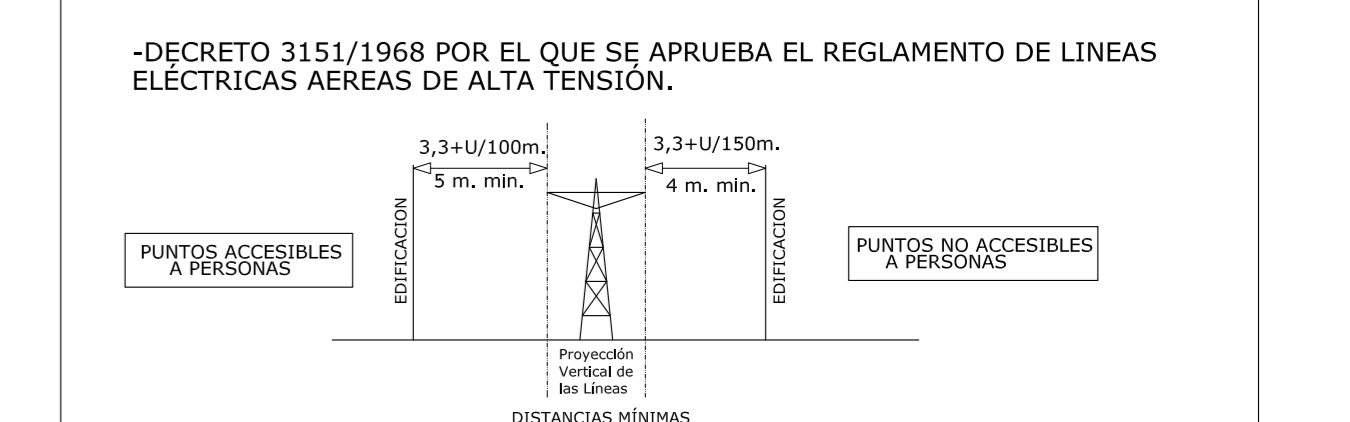 -DECRETO 3151/1968 POR EL QUE SE APRUEBA EL REGLAMENTO DE LINEAS
ELÉCTRICAS AEREAS DE ALTA TENSIÓN.
3,3+U/100m.
5 m. min.
3,3+U/150m.
4 m. min.
PUNTOS ACCESIBLES
A PERSONAS
EDIFICACION
EDIFICACION
PUNTOS NO ACCESIBLES
A PERSONAS
Proyección
Vertical de
las Líneas
DISTANCIAS MÍNIMAS